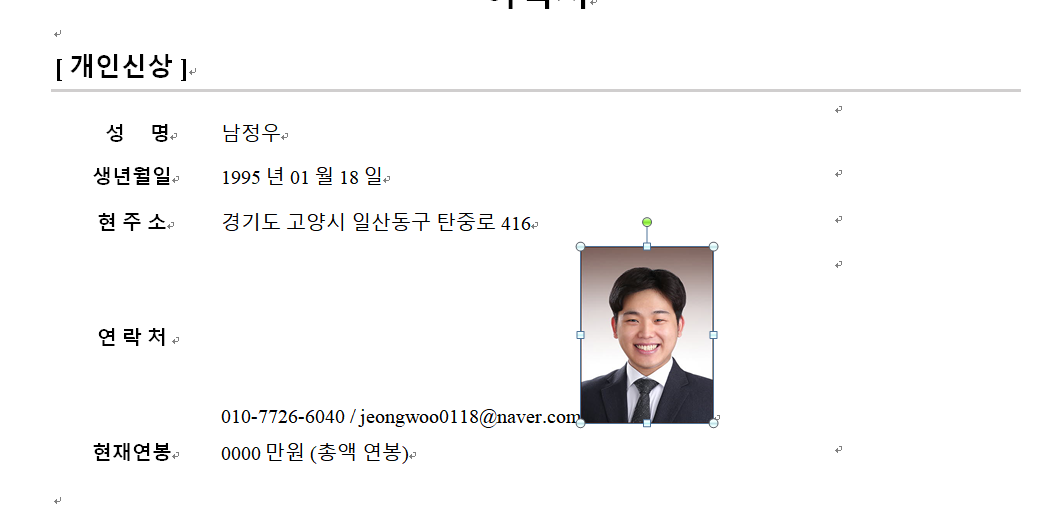 [ 개인신상 ]
성 명 남정우
생년월일 1995 년 01 월 18 일
현 주 소 경기도 고양시 일산동구 탄중로 416
연 락 처
010-7726-6040 / jeongwoo0118@naver.com
현재연봉 0000 만원 (총액 연봉)